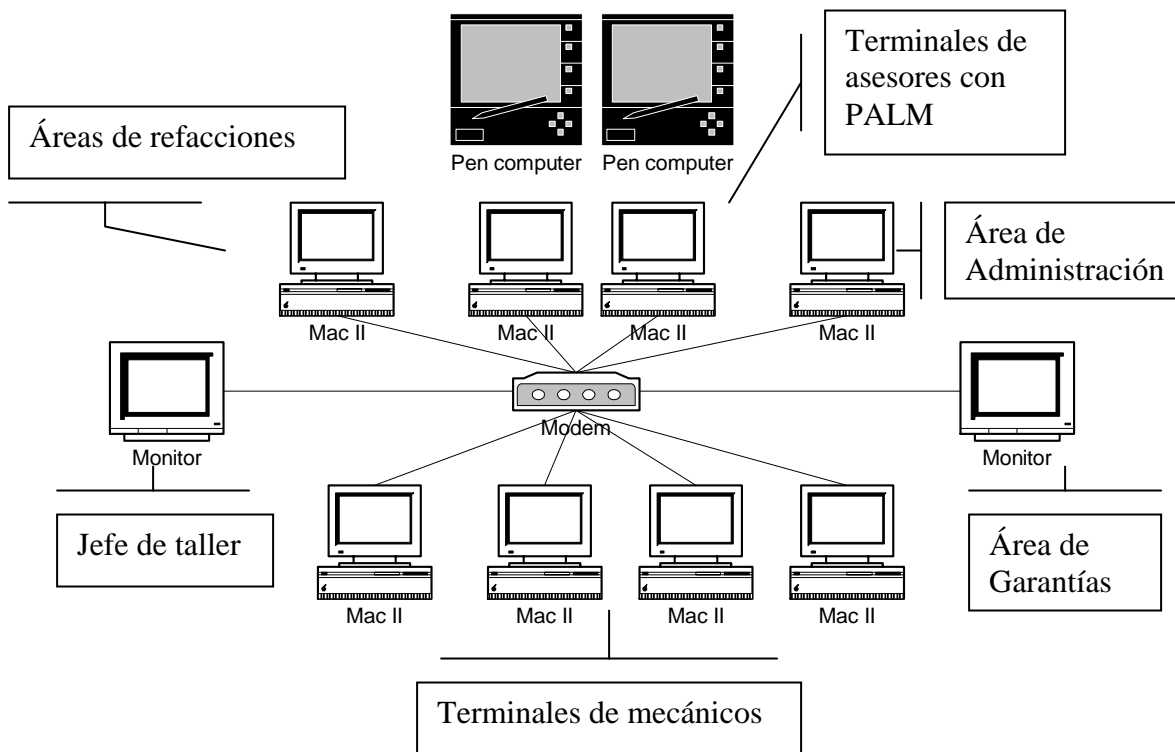 Terminales de
asesores con
PALM
Áreas de refacciones
Pen computer
Pen computer
Área de
Administración
Mac II
Mac II
Mac II
Mac II
Modem
Monitor
Monitor
Jefe de taller
Área de
Garantías
Mac II
Mac II
Mac II
Mac II
Terminales de mecánicos